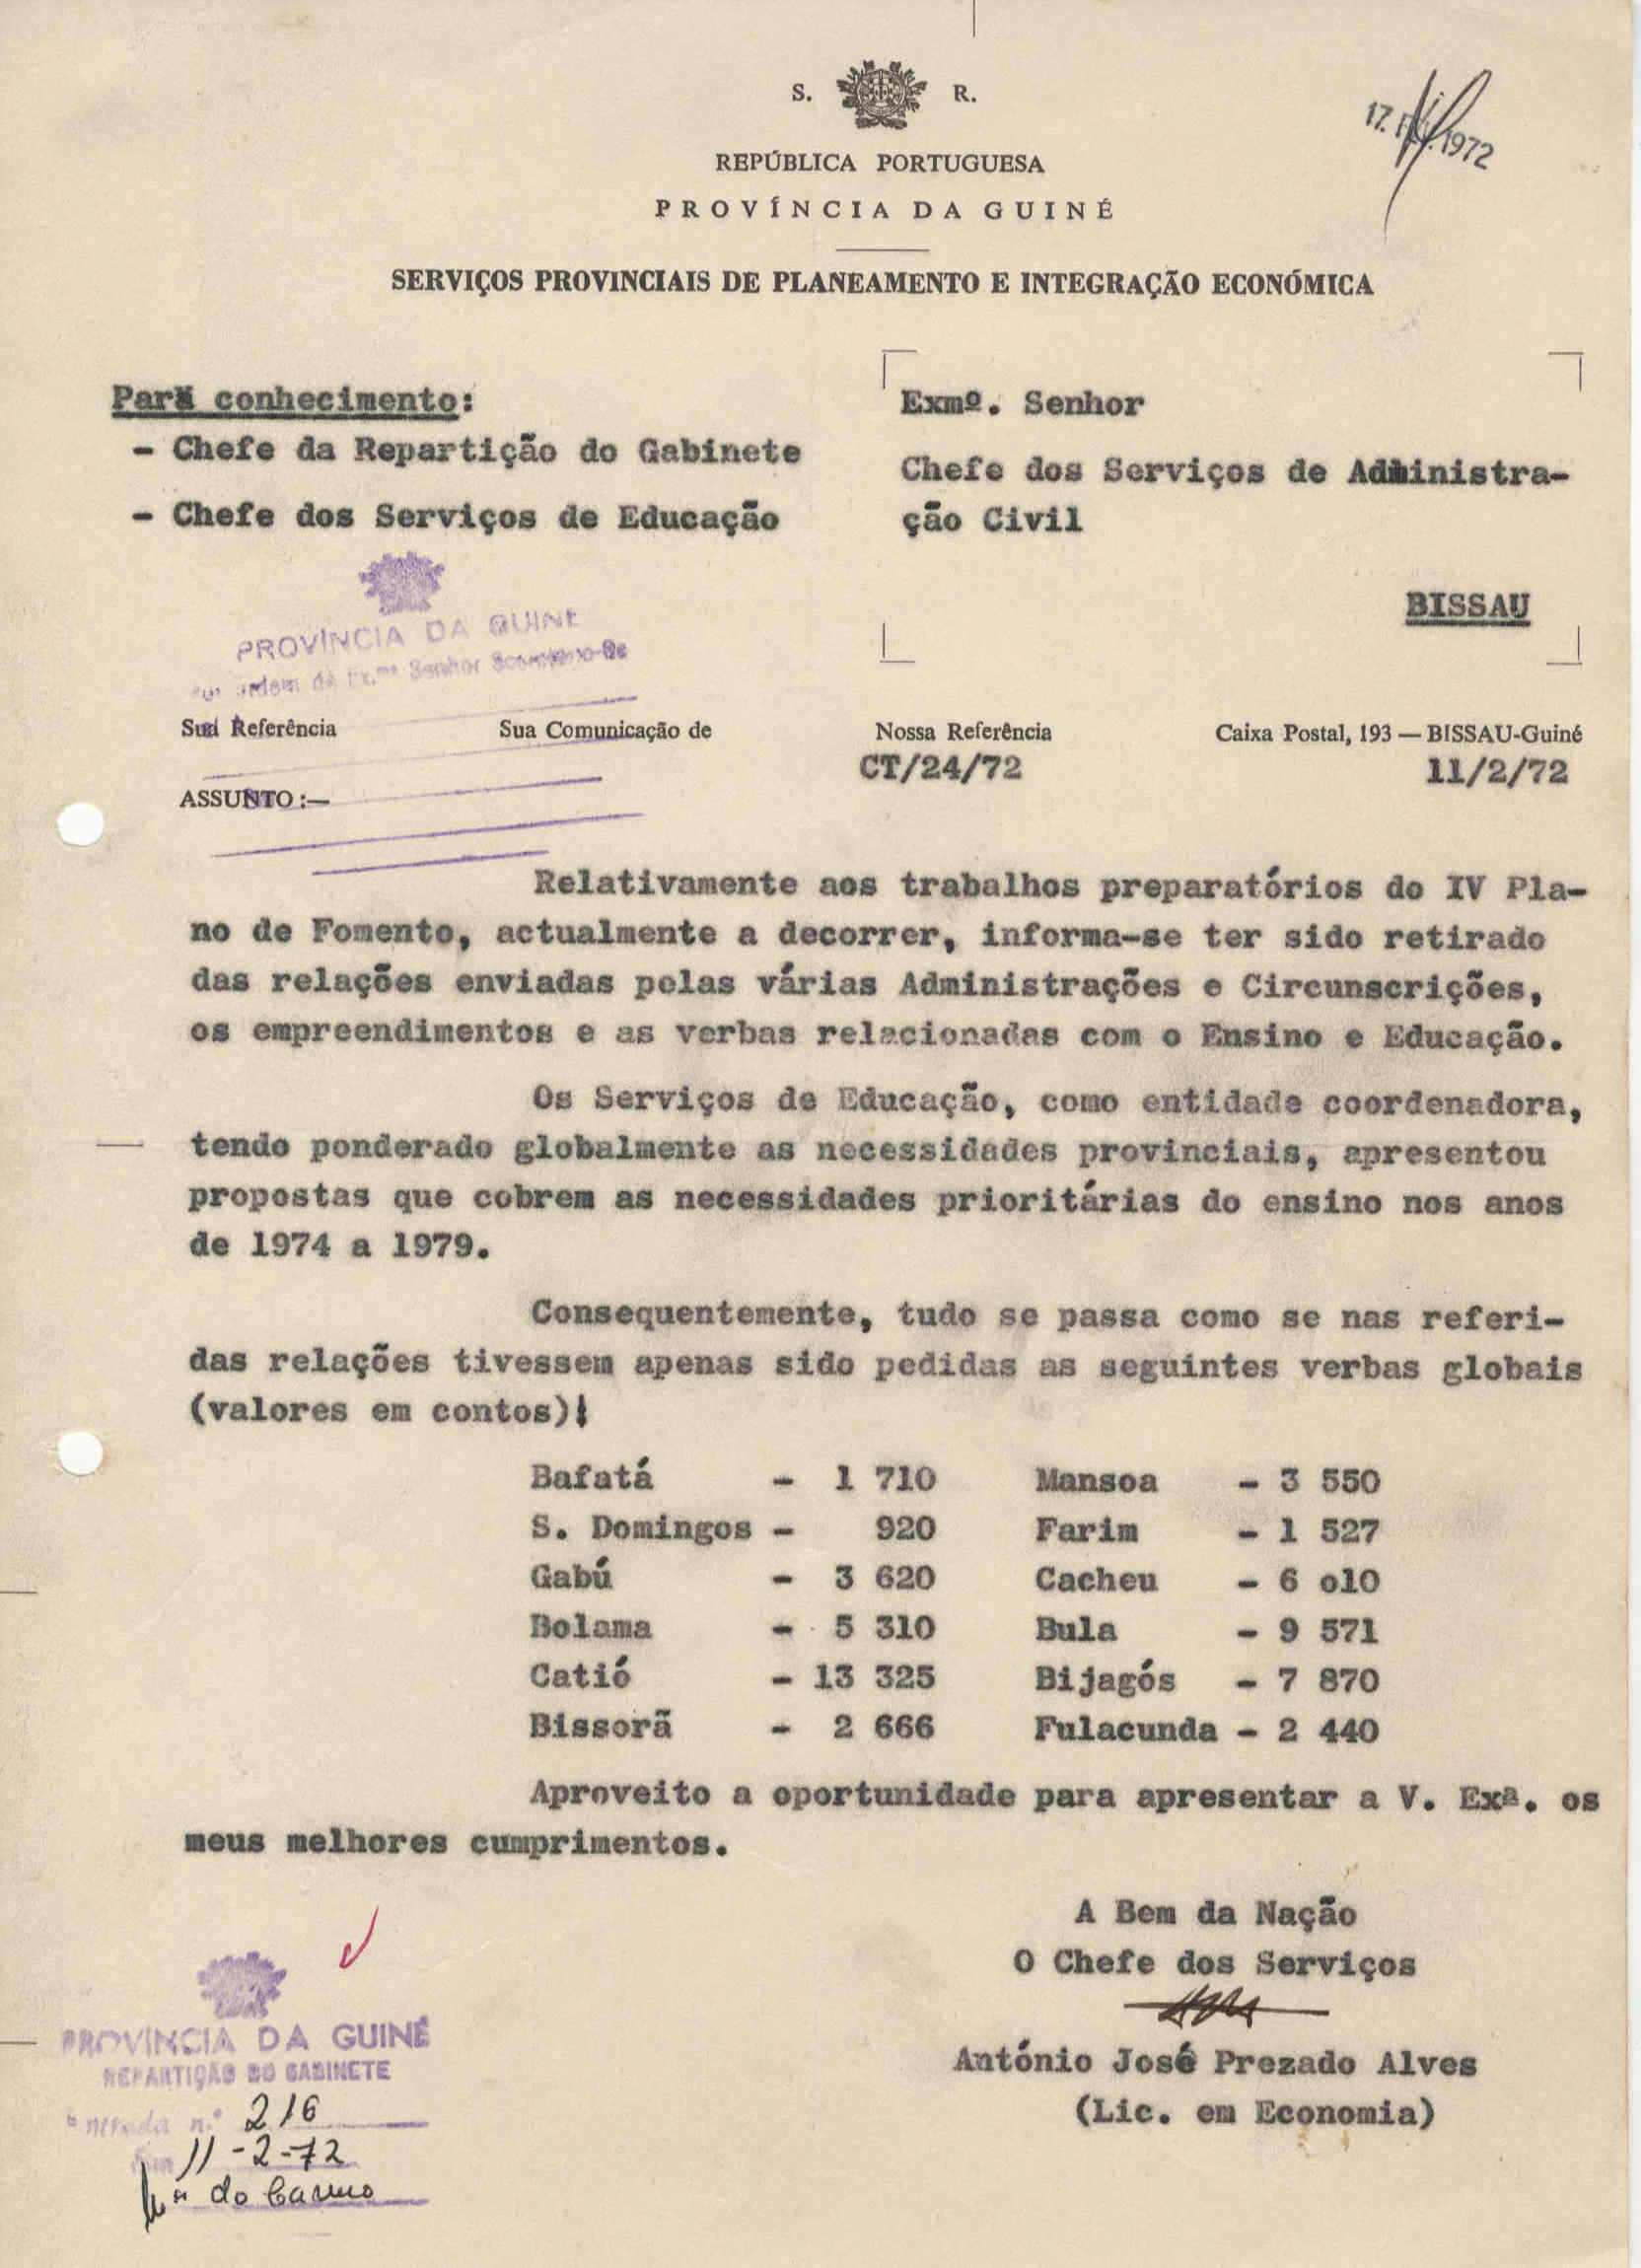 S. R.
17. FEV. 1972
REPÚBLICA PORTUGUESA
PROVÍNCIA DA GUINÉ
SERVIÇOS PROVINCIAIS DE PLANEAMENTO E INTEGRAÇÃO ECONÓMICA
Para conhecimento:
- Chefe da Repartição do Gabinete
- Chefe dos Serviços de Educação
Exmº. Senhor
Chefe dos Serviços de Administra-
ção Civil
BISSAU
PROVÍNCIA DA GUINÉ
Por ordem de Ex.mo Senhor Secretário-
Sua Referência
Sua Comunicação de
Nossa Referência
CT/24/72
Caixa Postal, 193 — BISSAU-Guiné
11/2/72
ASSUNTO :—
Relativamente aos trabalhos preparatórios do IV Pla-
no de Fomento, actualmente a decorrer, informa-se ter sido retirado
das relações enviadas pelas várias Administrações e Circunscrições,
os empreendimentos e as verbas relacionadas com o Ensino e Educação.
Os Serviços de Educação, como entidade coordenadora,
tendo ponderado globalmente as necessidades provinciais, apresentou
propostas que cobrem as necessidades prioritárias do ensino nos anos
de 1974 a 1979.
Consequentemente, tudo se passa como se nas referi-
das relações tivessem apenas sido pedidas as seguintes verbas globais
(valores em contos):
Bafatá - 1 710 Mansoa - 3 550
S. Domingos - 920 Farim - 1 527
Gabú - 3 620 Cacheu - 6 o10
Bolama - 5 310 Bula - 9 571
Catió - 13 325 Bijagós - 7 870
Bissorã - 2 666 Fulacunda - 2 440
Aproveito a oportunidade para apresentar a V. Exª. os
meus melhores cumprimentos.
A Bem da Nação
O Chefe dos Serviços
António José Prezado Alves
(Lic. em Economia)
PROVÍNCIA DA GUINÉ
REPARTIÇÃO DO GABINETE
Entrada n.º 216
Em 11-2-72
do Carmo